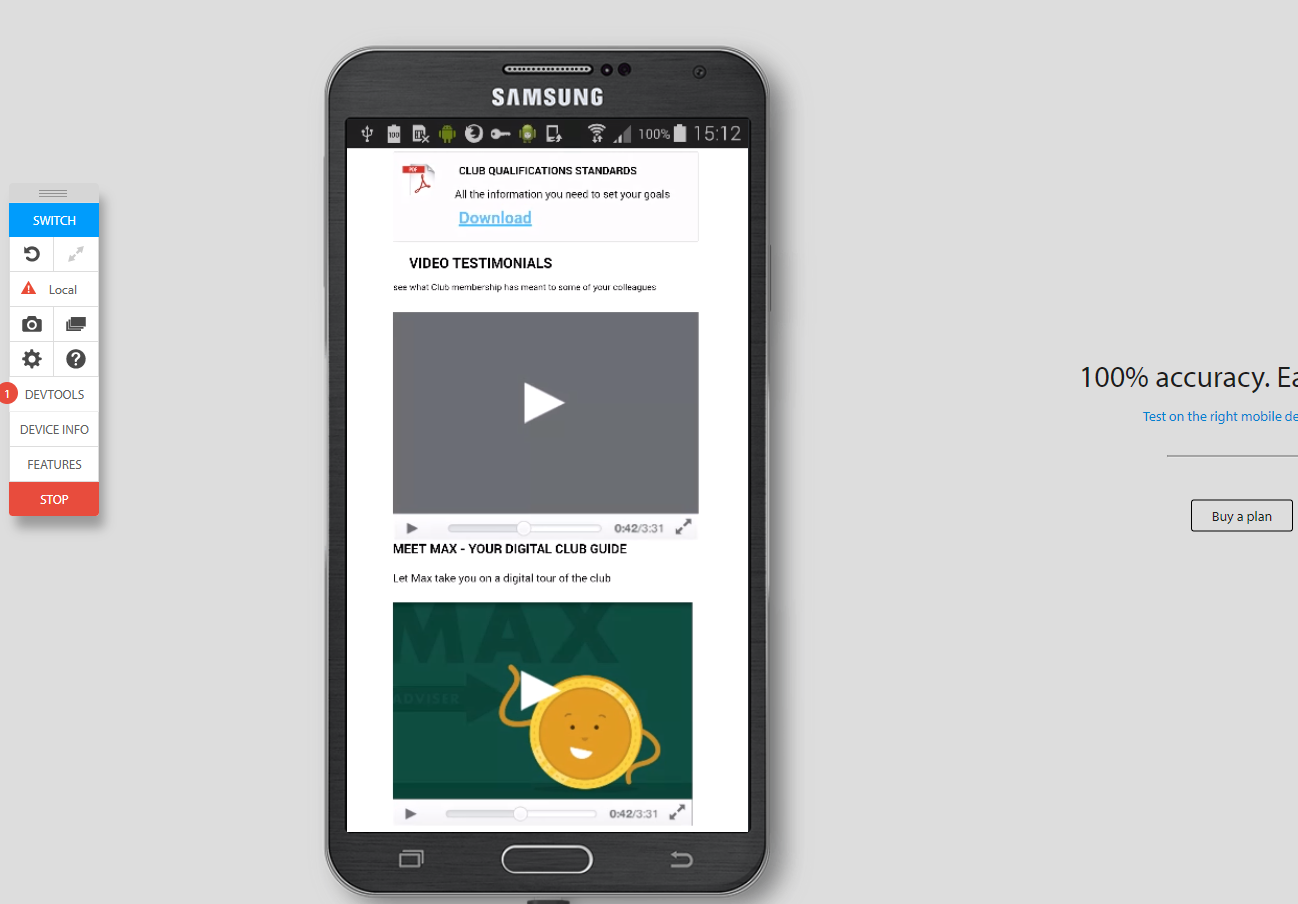 SAMSUNG
100
100%
15:12
PDF
CLUB QUALIFICATIONS STANDARDS
All the information you need to set your goals
Download
VIDEO TESTIMONIALS
see what Club membership has meant to some of your colleagues
0:42/3:31
MEET MAX - YOUR DIGITAL CLUB GUIDE
Let Max take you on a digital tour of the club
MAX
ADVISER
0:42/3:31
SWITCH
Local
1
DEVTOOLS
DEVICE INFO
FEATURES
STOP
100% accuracy. Ea
Test on the right mobile de
Buy a plan